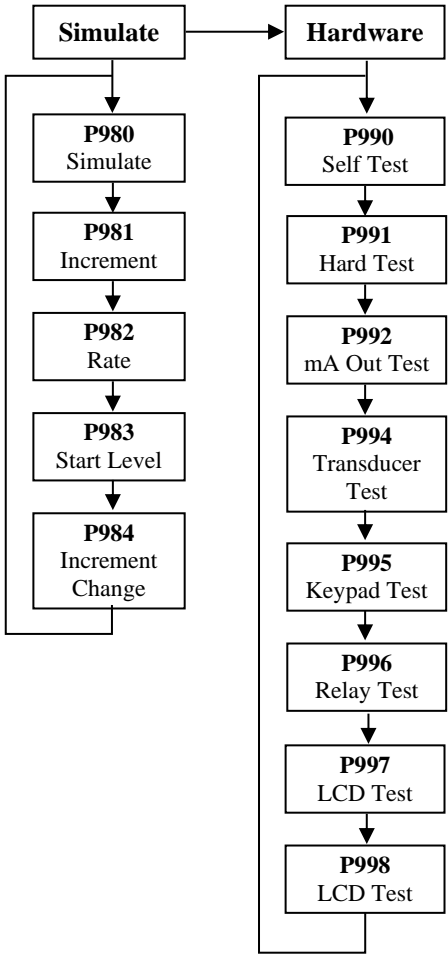 Simulate
P980
Simulate
P981
Increment
P982
Rate
P983
Start Level
P984
Increment
Change
Hardware
P990
Self Test
P991
Hard Test
P992
mA Out Test
P994
Transducer
Test
P995
Keypad Test
P996
Relay Test
P997
LCD Test
P998
LCD Test